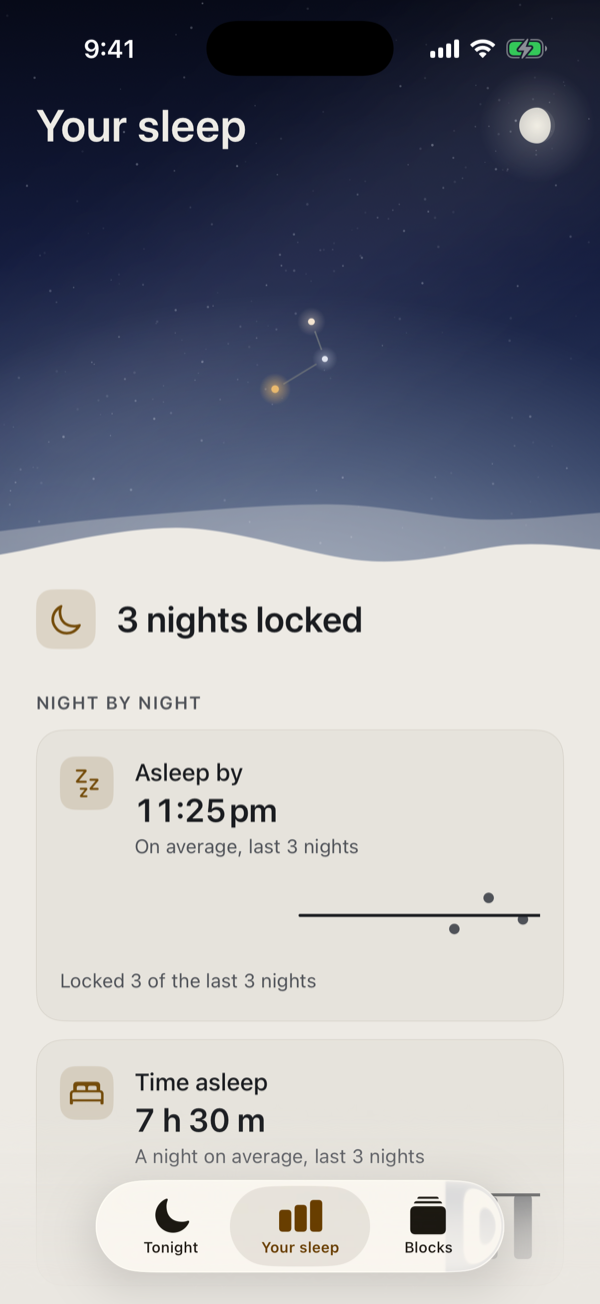 9:41
Your sleep
3 nights locked
NIGHT BY NIGHT
Zzz
Asleep by
11:25 pm
On average, last 3 nights
Locked 3 of the last 3 nights
Time asleep
7 h 30 m
A night on average, last 3 nights
Tonight
Your sleep
Blocks